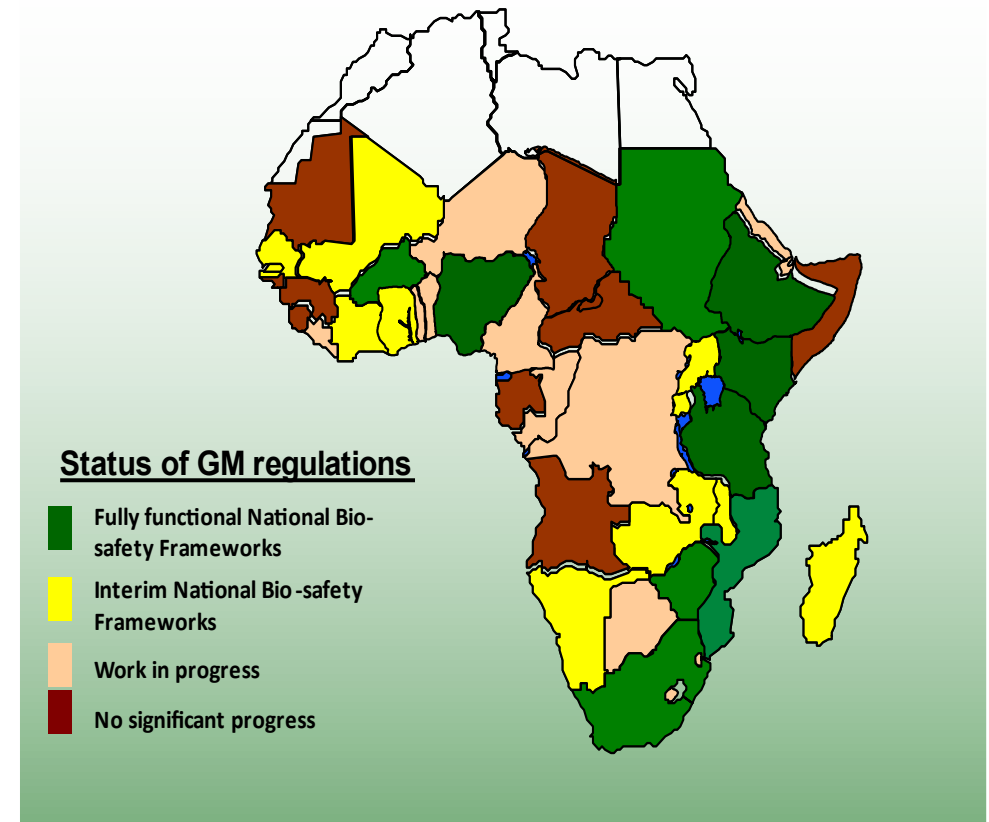 Status of GM regulations
Fully functional National Bio-
safety Frameworks
Interim National Bio-safety
Frameworks
Work in progress
No significant progress